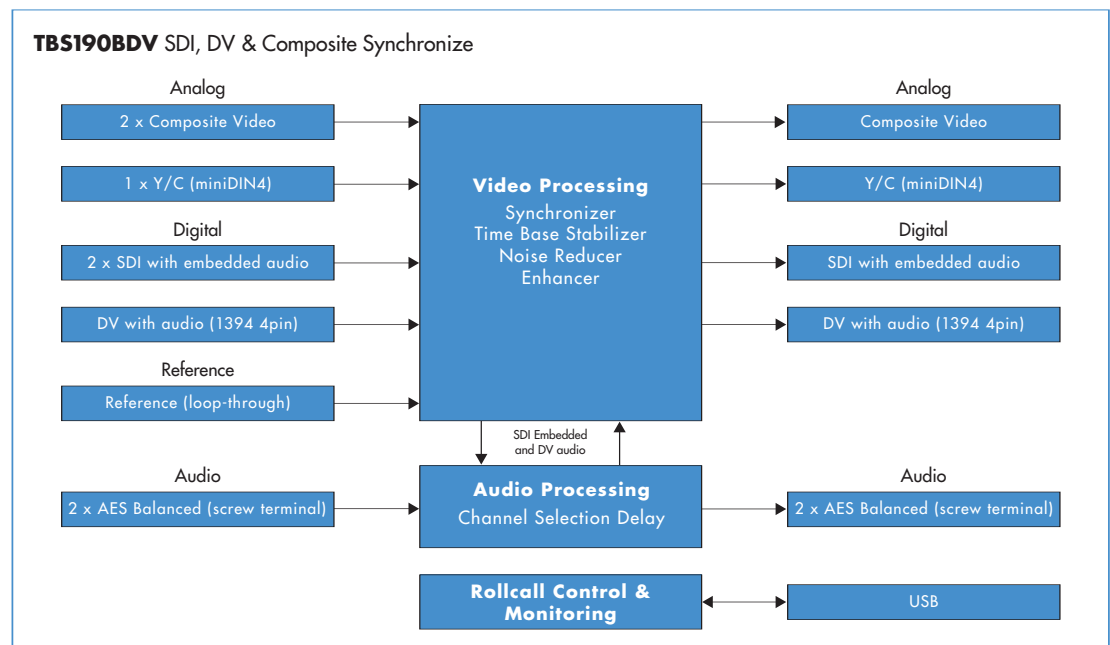 TBS190BDV SDI, DV & Composite Synchronize
Analog
2 x Composite Video
1 x Y/C (miniDIN4)
Digital
2 x SDI with embedded audio
DV with audio (1394 4pin)
Reference
Reference (loop-through)
Video Processing
Synchronizer
Time Base Stabilizer
Noise Reducer
Enhancer
Analog
Composite Video
Y/C (miniDIN4)
Digital
SDI with embedded audio
DV with audio (1394 4pin)
SDI Embedded
and DV audio
Audio
2 x AES Balanced (screw terminal)
Audio Processing
Channel Selection Delay
Audio
2 x AES Balanced (screw terminal)
Rollcall Control &
Monitoring
USB